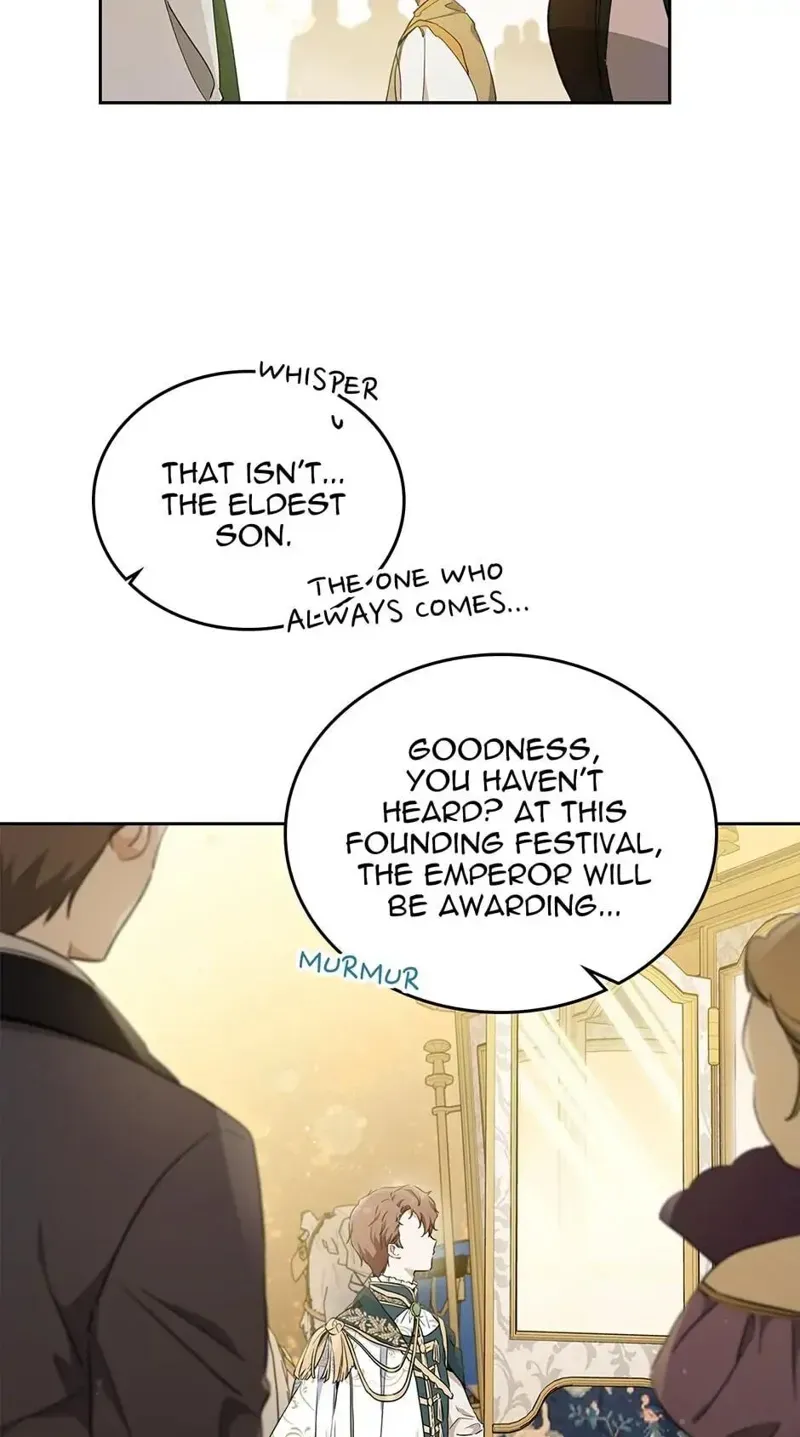 WHISPER
THAT ISN'T...
THE ELDEST
SON.
THE ONE WHO
ALWAYS COMES...
GOODNESS,
YOU HAVEN'T
HEARD? AT THIS
FOUNDING FESTIVAL,
THE EMPEROR WILL
BE AWARDING...
MURMUR